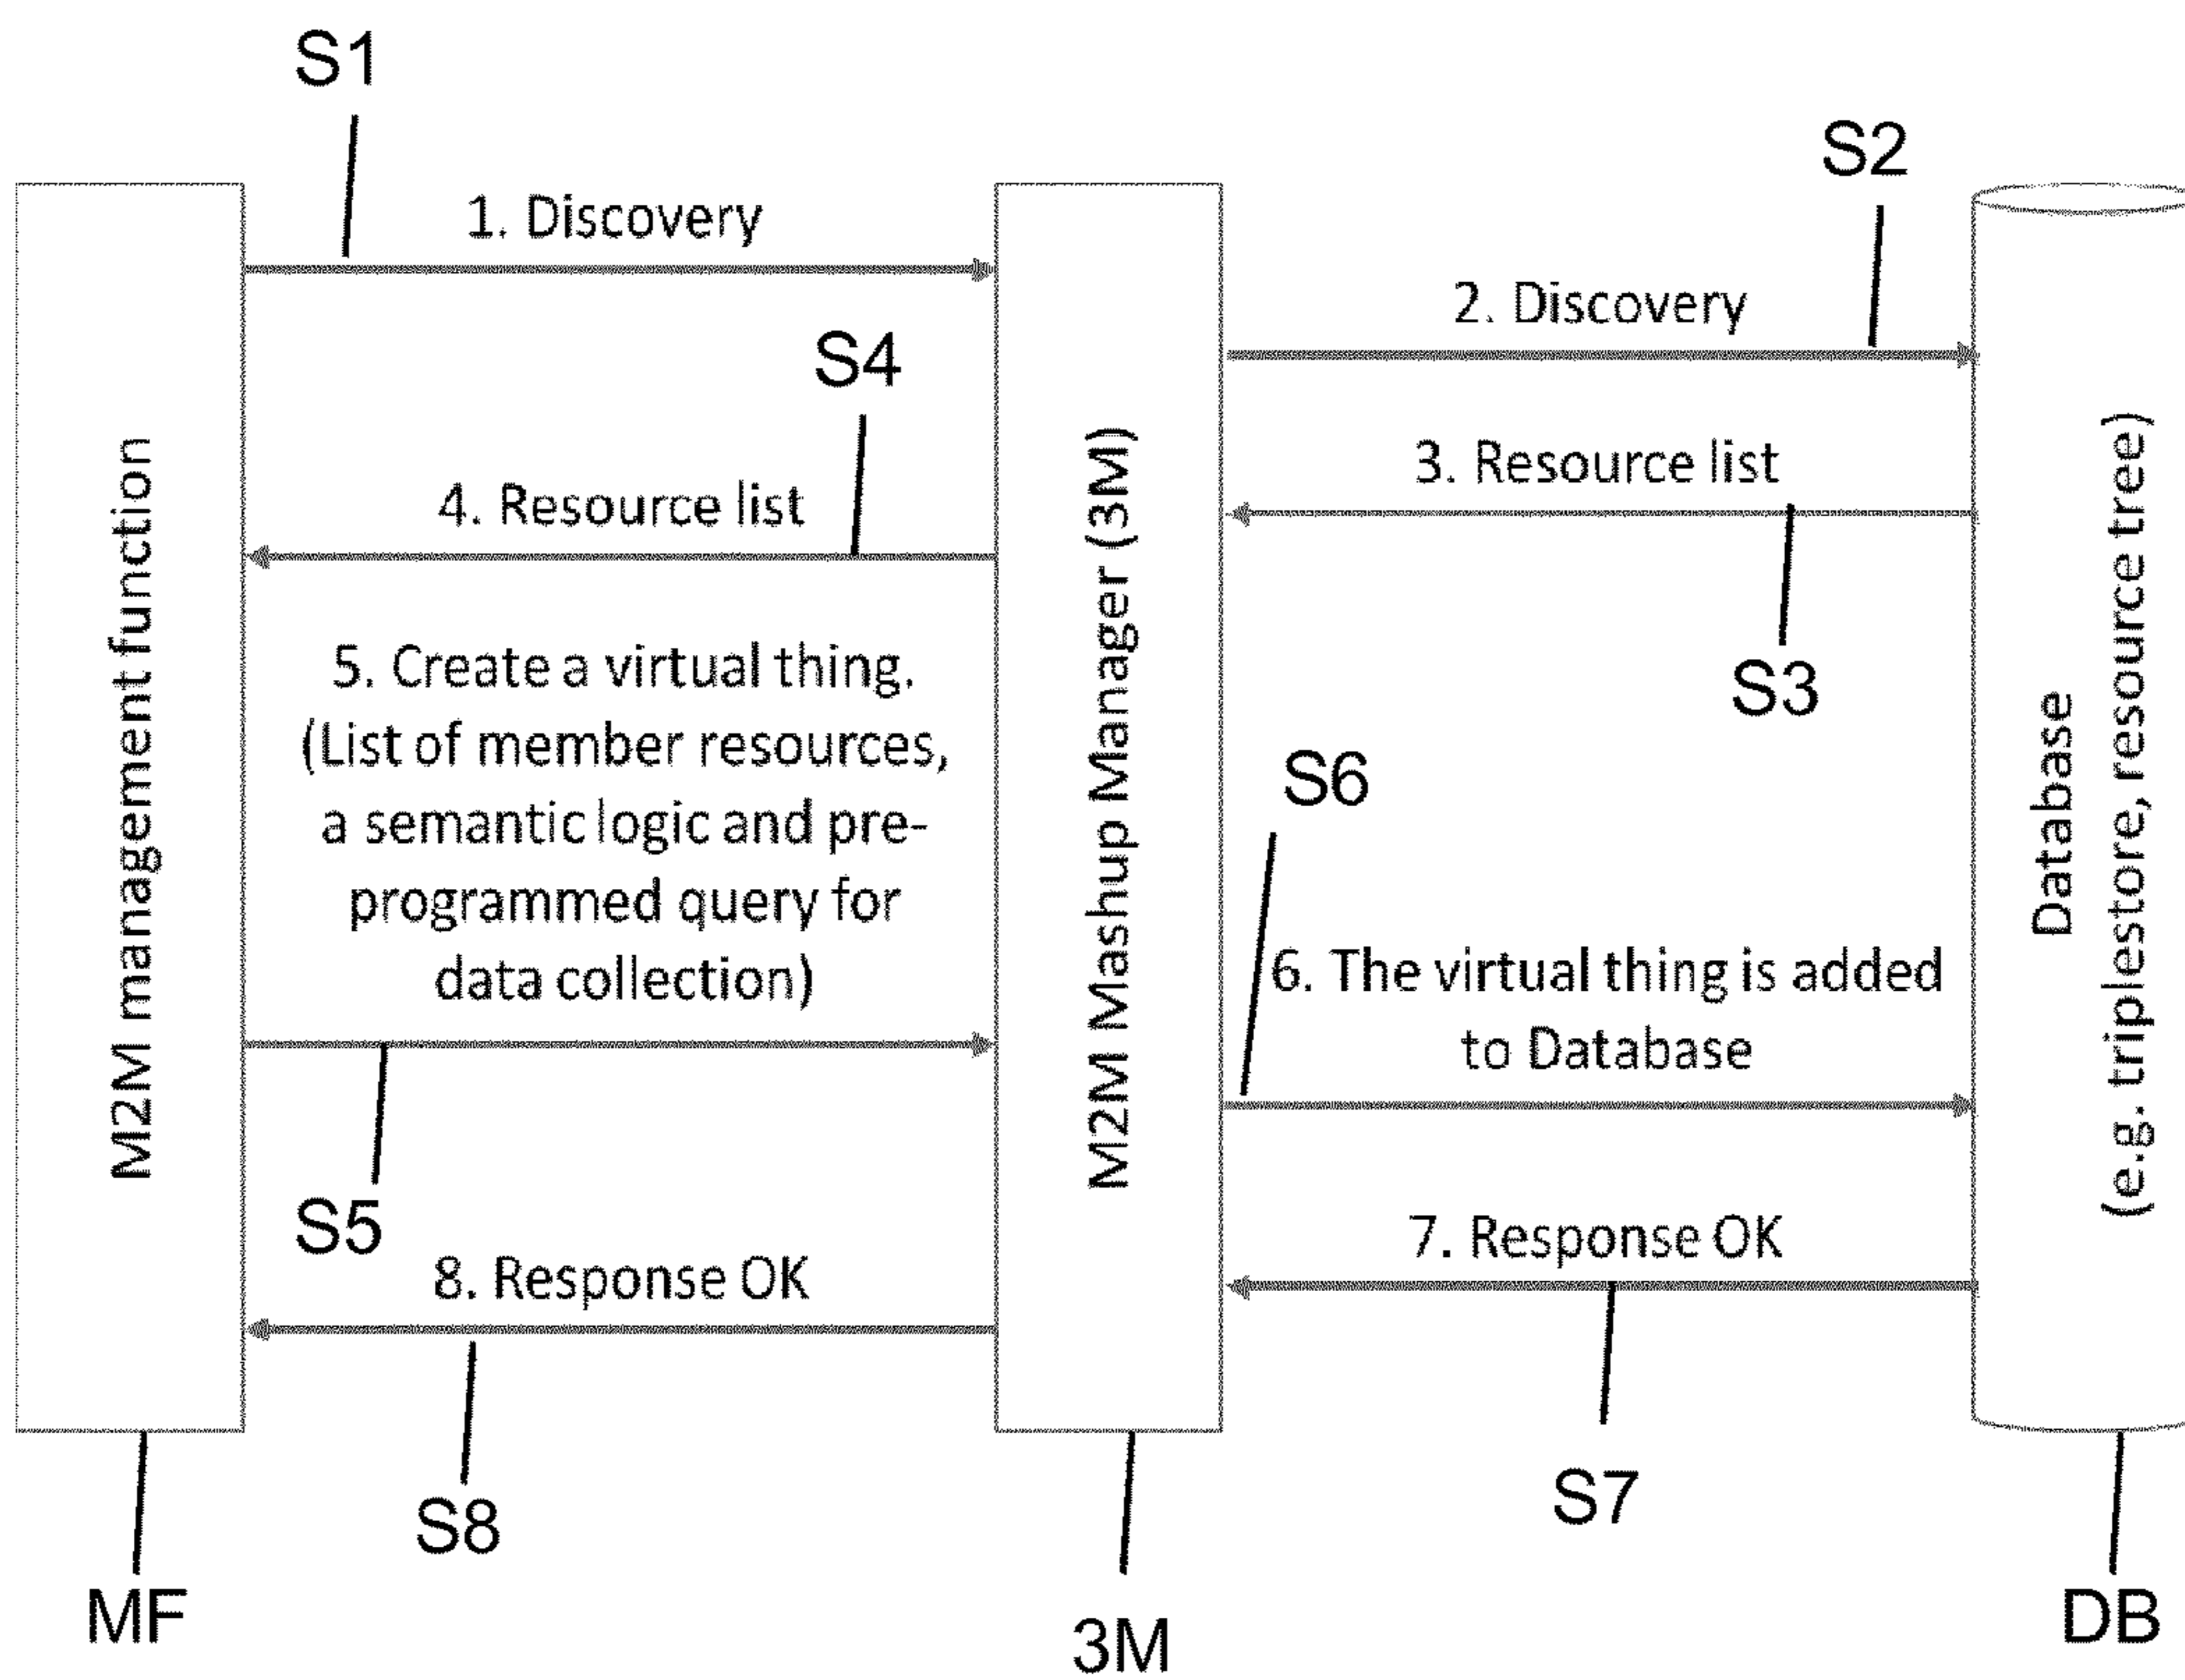 S1
S2
1. Discovery
2. Discovery
S4
3. Resource list
4. Resource list
S3
5. Create a virtual thing.
(List of member resources,
a semantic logic and pre-
programmed query for
data collection)
S6
6. The virtual thing is added
to Database
S5
7. Response OK
8. Response OK
S7
S8
M2M management function
M2M Mashup Manager (3M)
Database
(e.g. triplestore, resource tree)
MF
3M
DB